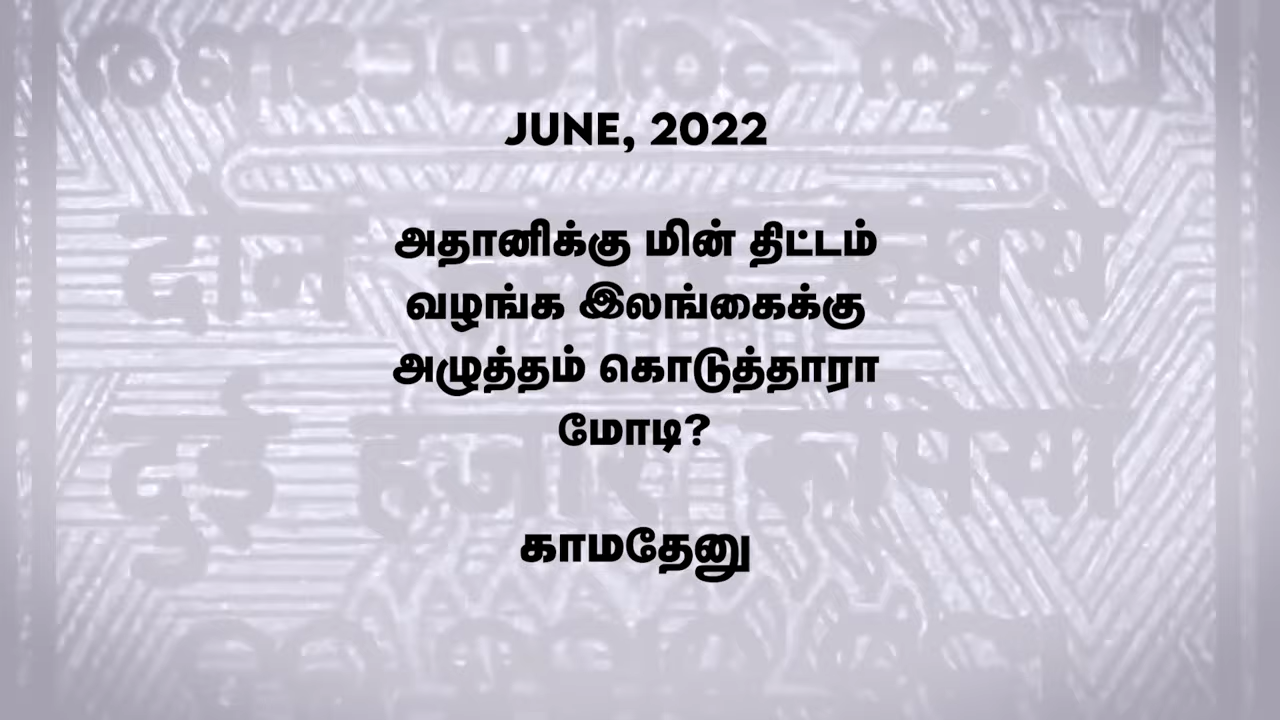 JUNE, 2022
அதானிக்கு மின் திட்டம்
வழங்க இலங்கைக்கு
அழுத்தம் கொடுத்தாரா
மோடி?
காமதேனு